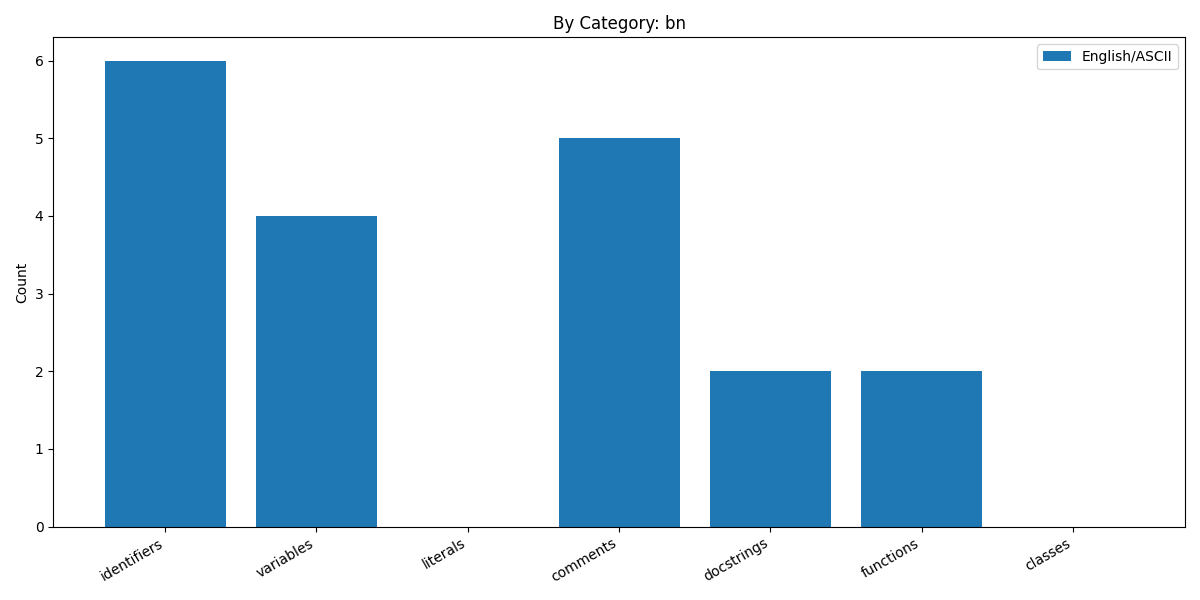 By Category: bn
English/ASCII
Count
6
5
4
3
2
1
0
identifiers
variables
literals
comments
docstrings
functions
classes